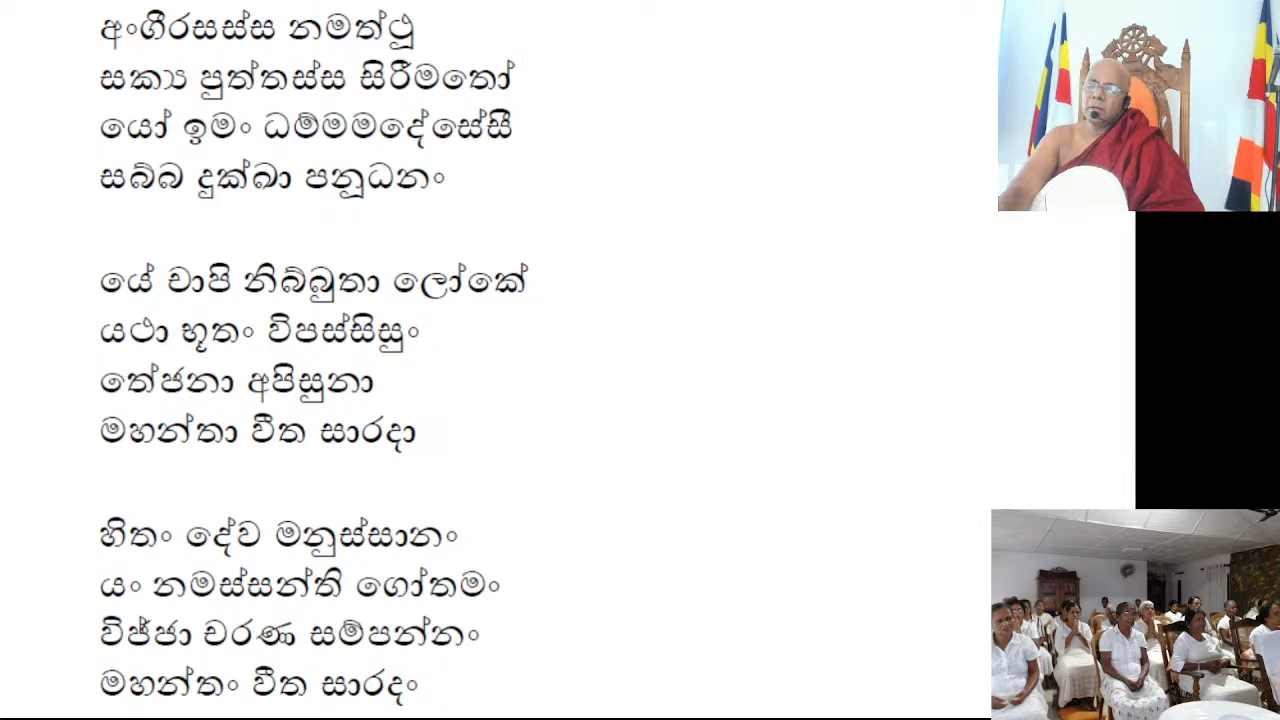 අංගීරසස්ස නමත්ථූ
සක්‍ය පුත්තස්ස සිරීමතෝ
යෝ ඉමං ධම්මමදේසේසී
සබ්බ දුක්ඛා පනූධනං
යේ චාපි නිබ්බුතා ලෝකේ
යථා භූතං විපස්සිසුං
තේජනා අපිසුනා
මහන්තා වීත සාරදා
හිතං දේව මනුස්සානං
යං නමස්සන්ති ගෝතමං
විජ්ජා චරණ සම්පන්නං
මහන්තං වීත සාරදං